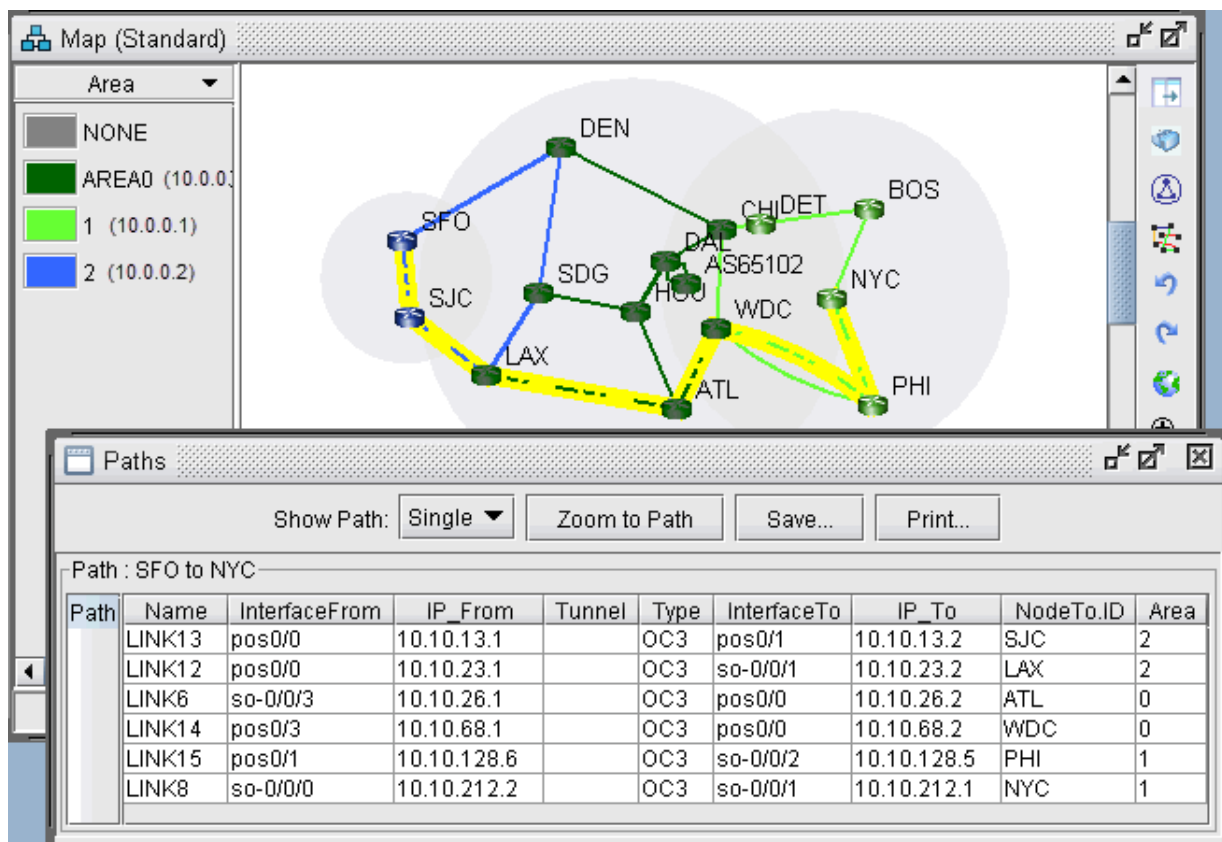 Map (Standard)
Area
NONE
AREA0 (10.0.0.
1 (10.0.0.1)
2 (10.0.0.2)
DEN
SFO
CHI
DET
BOS
DAL
AS65102
SDG
HOU
NYC
SJC
WDC
LAX
ATL
PHI
Paths
Show Path: Single Zoom to Path Save... Print...
Path : SFO to NYC
Path Name InterfaceFrom IP_From Tunnel Type InterfaceTo IP_To NodeTo.ID Area
LINK13 pos0/0 10.10.13.1 OC3 pos0/1 10.10.13.2 SJC 2
LINK12 pos0/0 10.10.23.1 OC3 so-0/0/1 10.10.23.2 LAX 2
LINK6 so-0/0/3 10.10.26.1 OC3 pos0/0 10.10.26.2 ATL 0
LINK14 pos0/3 10.10.68.1 OC3 pos0/0 10.10.68.2 WDC 0
LINK15 pos0/1 10.10.128.6 OC3 so-0/0/2 10.10.128.5 PHI 1
LINK8 so-0/0/0 10.10.212.2 OC3 so-0/0/1 10.10.212.1 NYC 1